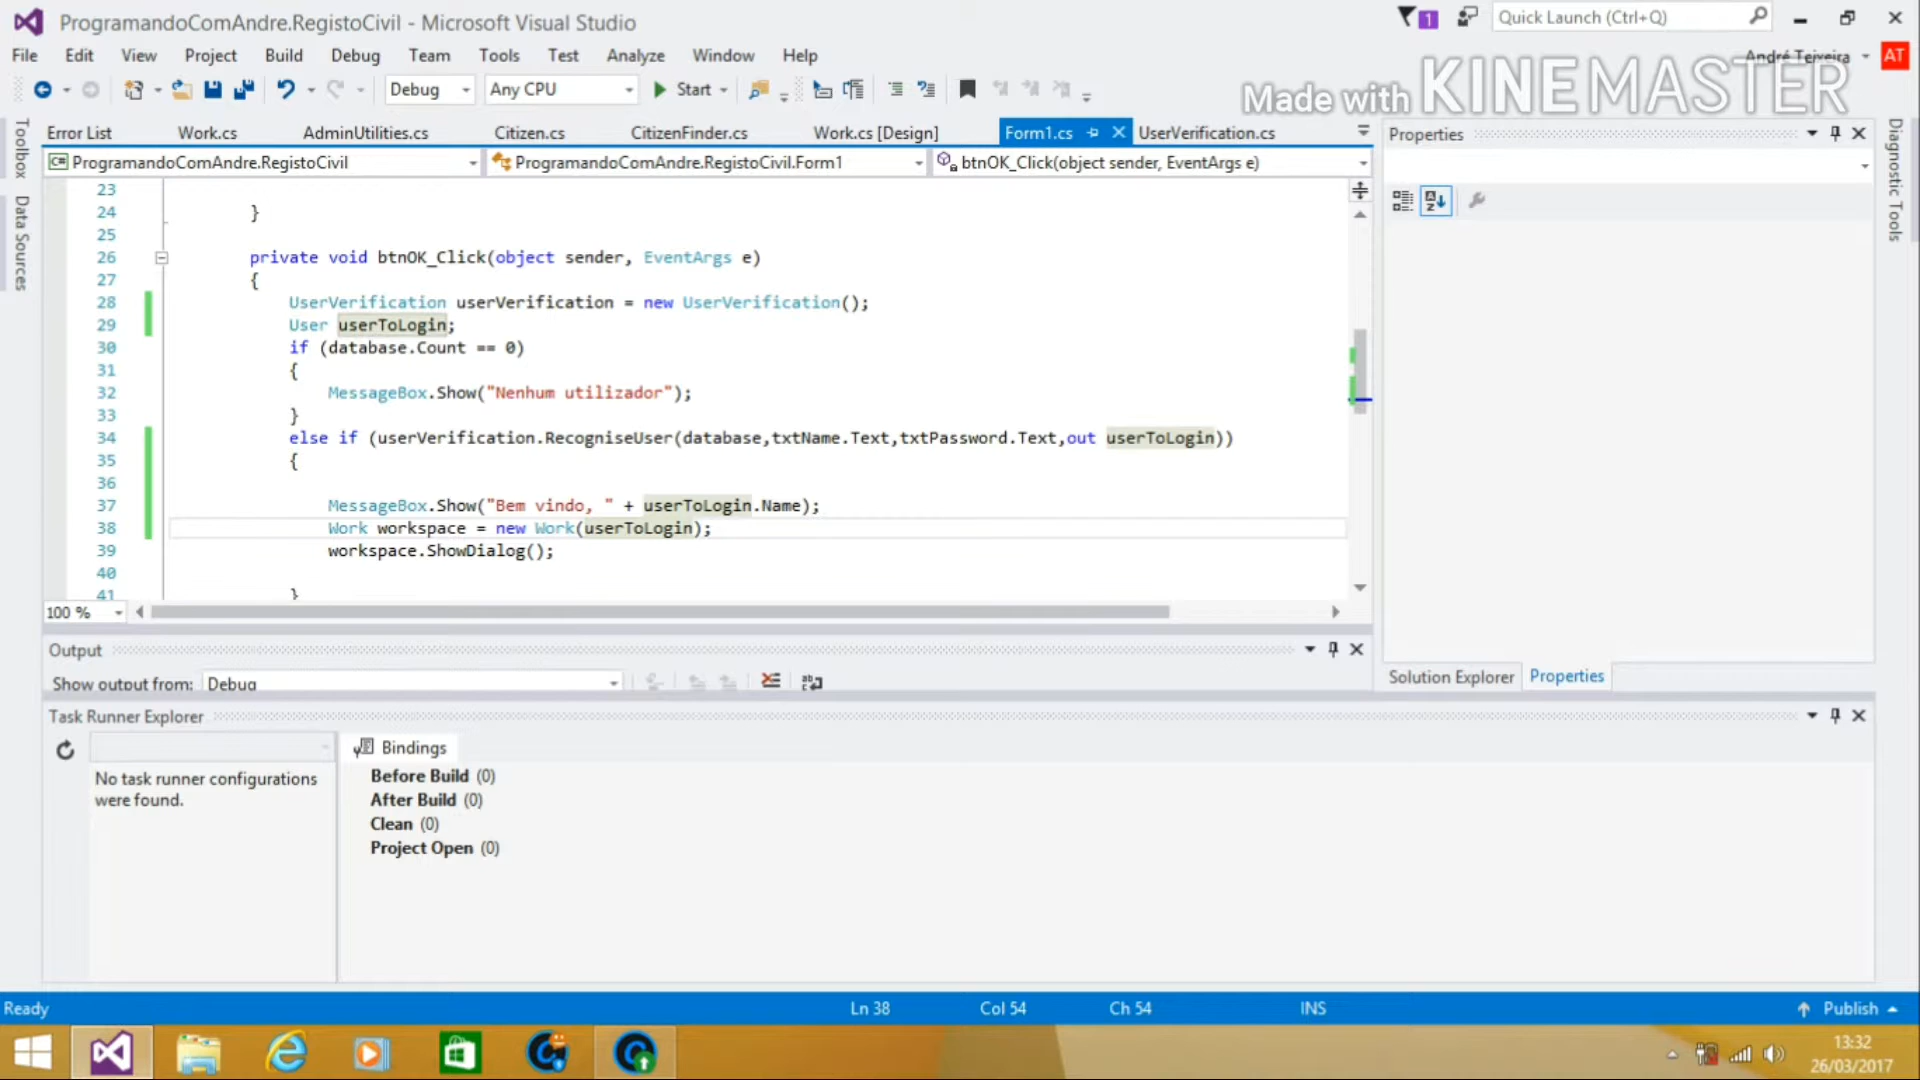 ProgramandoComAndre.RegistoCivil - Microsoft Visual Studio
1
Quick Launch (Ctrl+Q)
File Edit View Project Build Debug Team Tools Test Analyze Window Help
André Teixeira
AT
Made with KINEMASTER
Debug Any CPU Start
Toolbox
Data Sources
Error List Work.cs AdminUtilities.cs Citizen.cs CitizenFinder.cs Work.cs [Design] Form1.cs UserVerification.cs
Properties
Diagnostic Tools
C# ProgramandoComAndre.RegistoCivil ProgramandoComAndre.RegistoCivil.Form1 btnOK_Click(object sender, EventArgs e)
23
24 }
25
26 private void btnOK_Click(object sender, EventArgs e)
27 {
28 UserVerification userVerification = new UserVerification();
29 User userToLogin;
30 if (database.Count == 0)
31 {
32 MessageBox.Show("Nenhum utilizador");
33 }
34 else if (userVerification.RecogniseUser(database,txtName.Text,txtPassword.Text,out userToLogin))
35 {
36
37 MessageBox.Show("Bem vindo, " + userToLogin.Name);
38 Work workspace = new Work(userToLogin);
39 workspace.ShowDialog();
40
41 }
100 %
Output
Show output from: Debug
Solution Explorer Properties
Task Runner Explorer
No task runner configurations
were found.
Bindings
Before Build (0)
After Build (0)
Clean (0)
Project Open (0)
Ready Ln 38 Col 54 Ch 54 INS Publish
13:32
26/03/2017